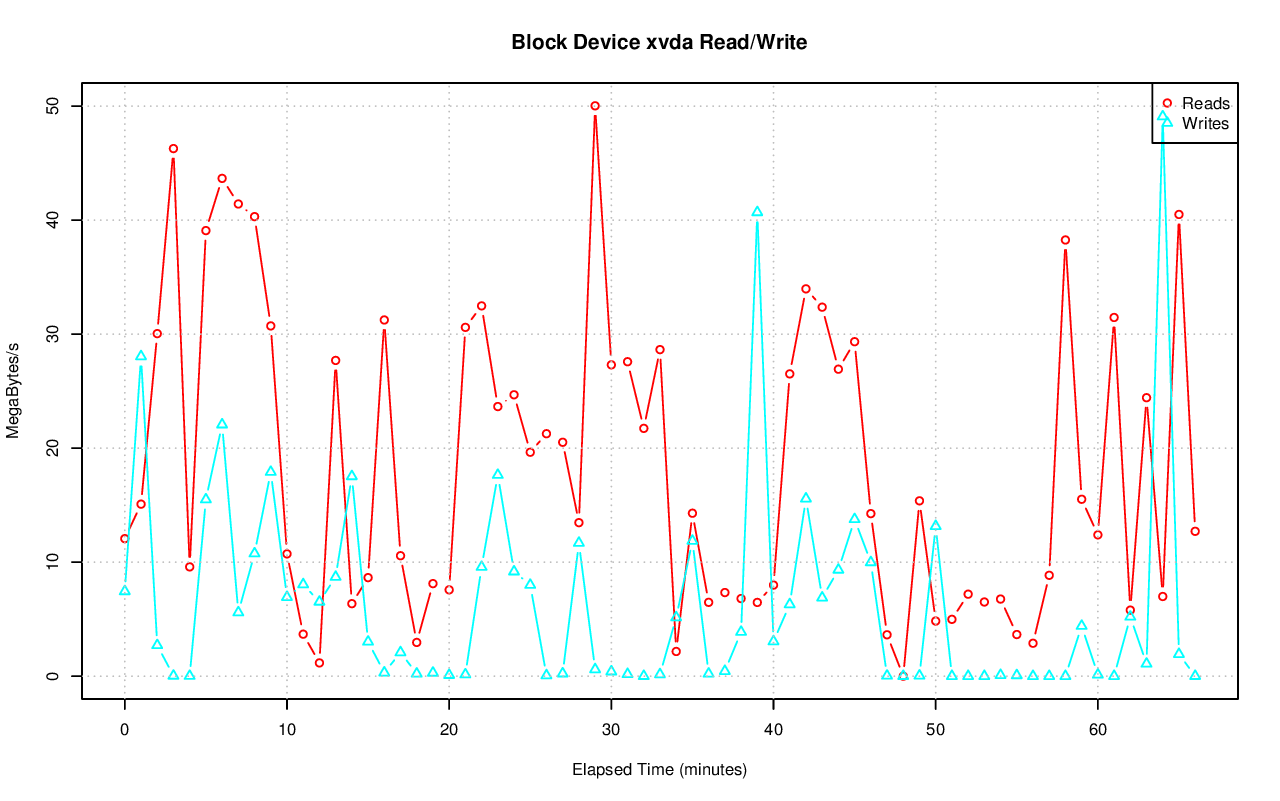 Block Device xvda Read/Write
Reads
Writes
MegaBytes/s
50
40
30
20
10
0
0 10 20 30 40 50 60
Elapsed Time (minutes)